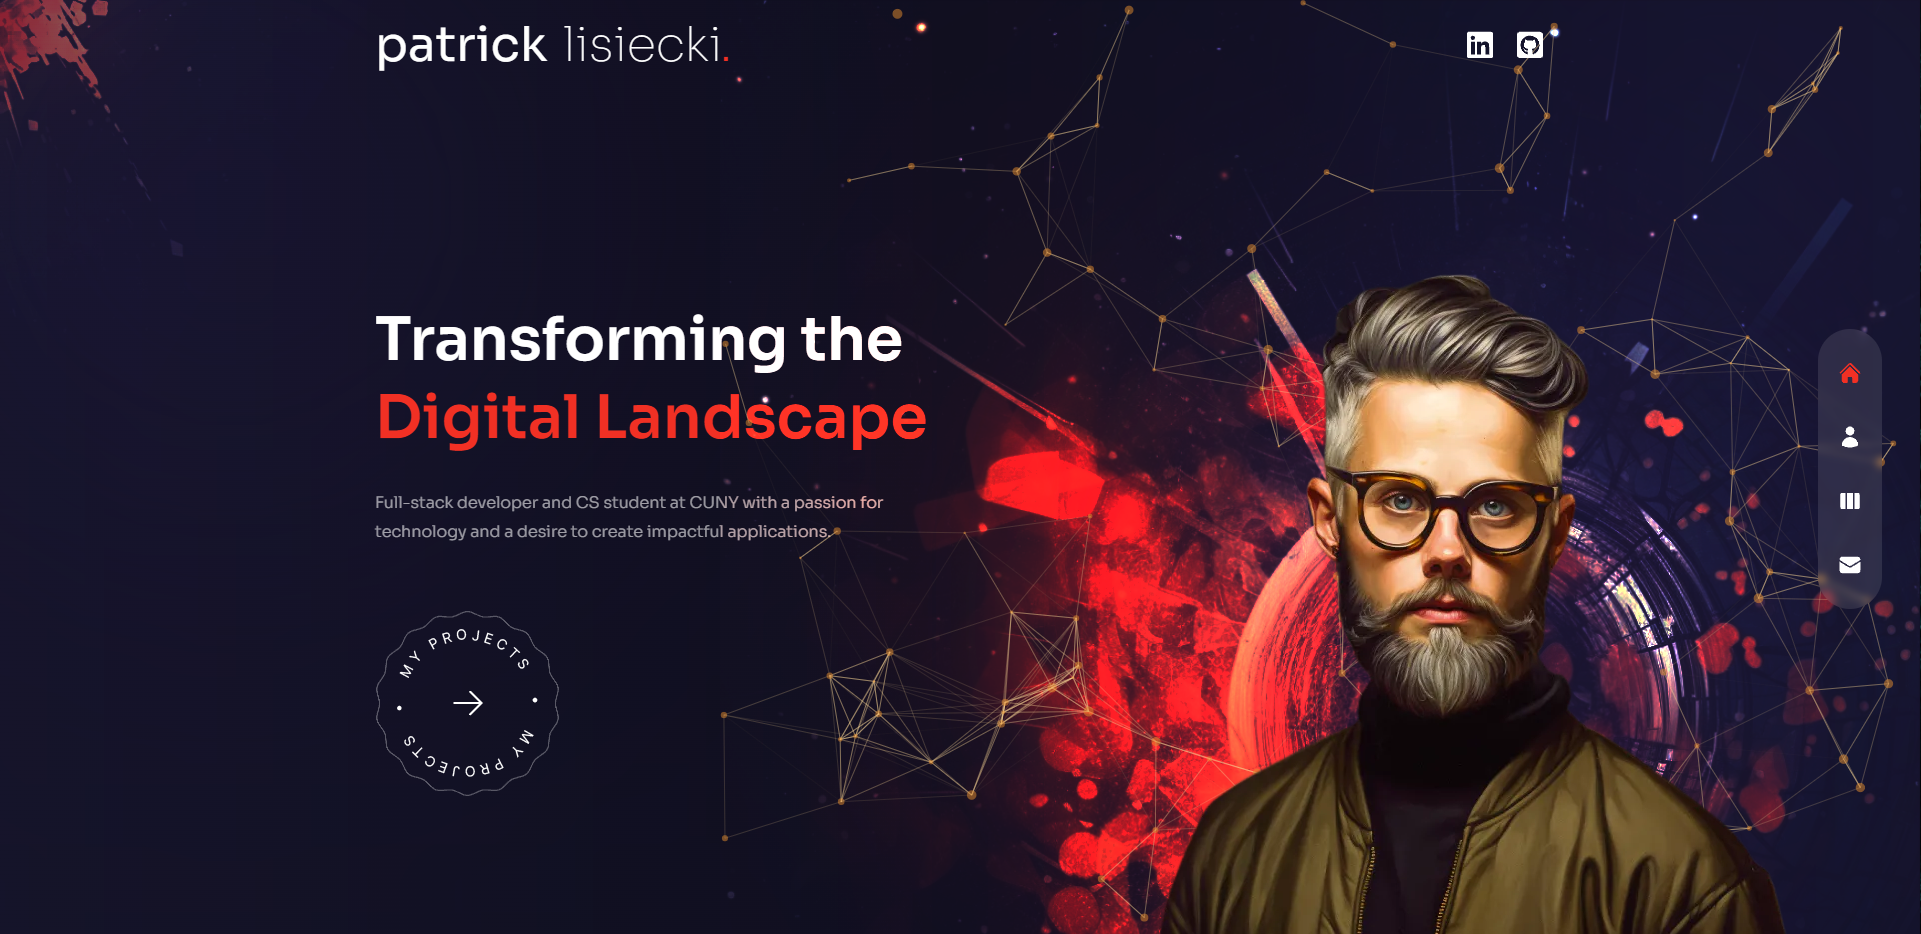 patrick lisiecki.
in
Transforming the
Digital Landscape
Full-stack developer and CS student at CUNY with a passion for
technology and a desire to create impactful applications.
MY PROJECTS • MY PROJECTS •